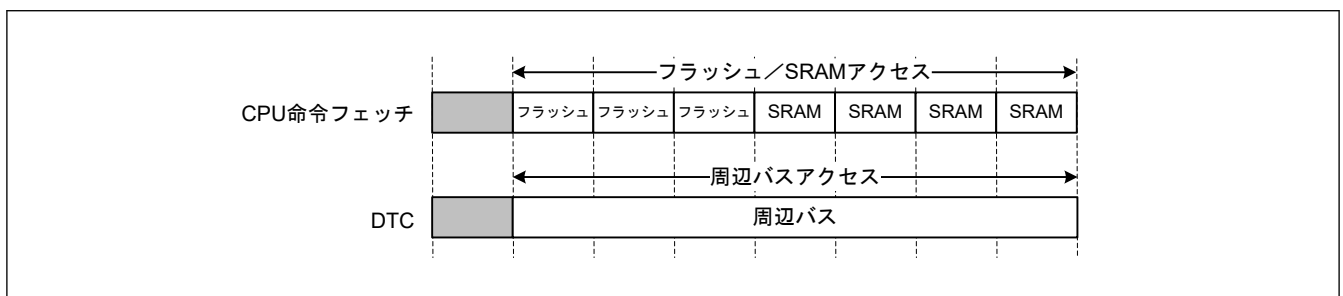 フラッシュ/SRAMアクセス
CPU命令フェッチ フラッシュ フラッシュ フラッシュ SRAM SRAM SRAM SRAM
周辺バスアクセス
DTC 周辺バス